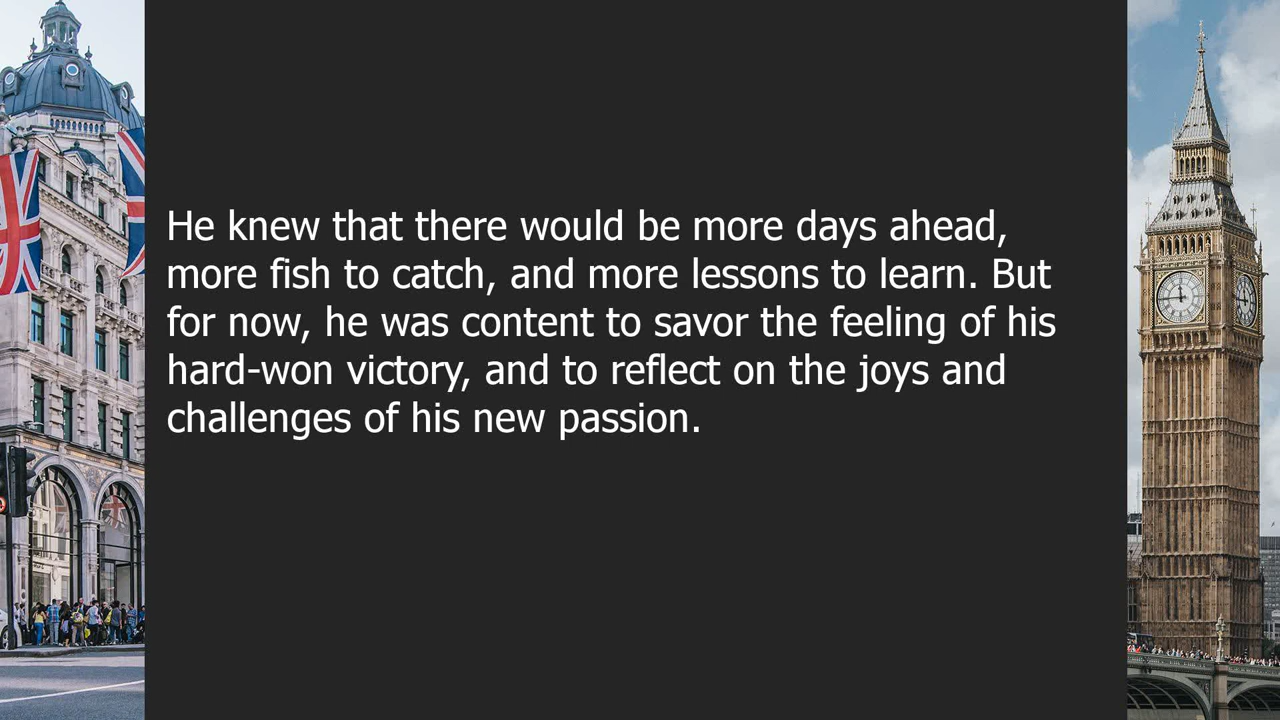 He knew that there would be more days ahead,
more fish to catch, and more lessons to learn. But
for now, he was content to savor the feeling of his
hard-won victory, and to reflect on the joys and
challenges of his new passion.